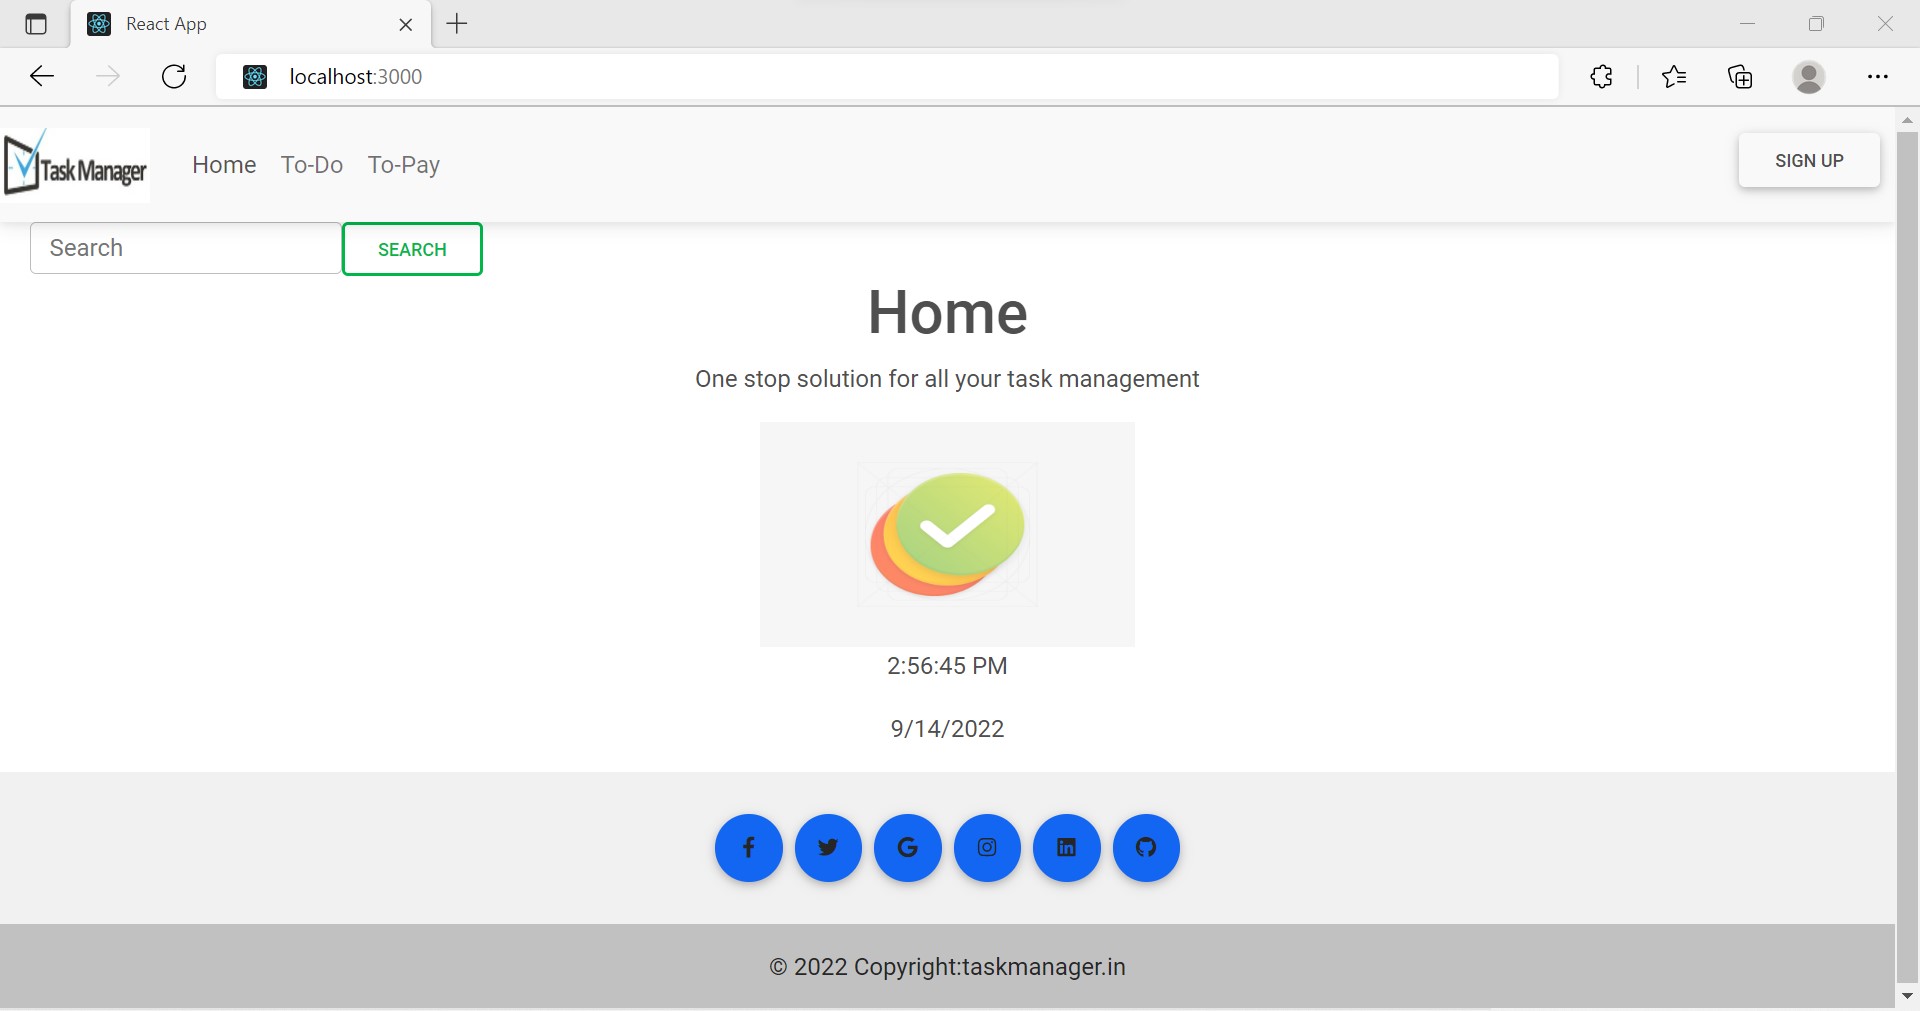 React App
localhost:3000
Task Manager
Home To-Do To-Pay
SIGN UP
Search
SEARCH
Home
One stop solution for all your task management
2:56:45 PM
9/14/2022
© 2022 Copyright:taskmanager.in